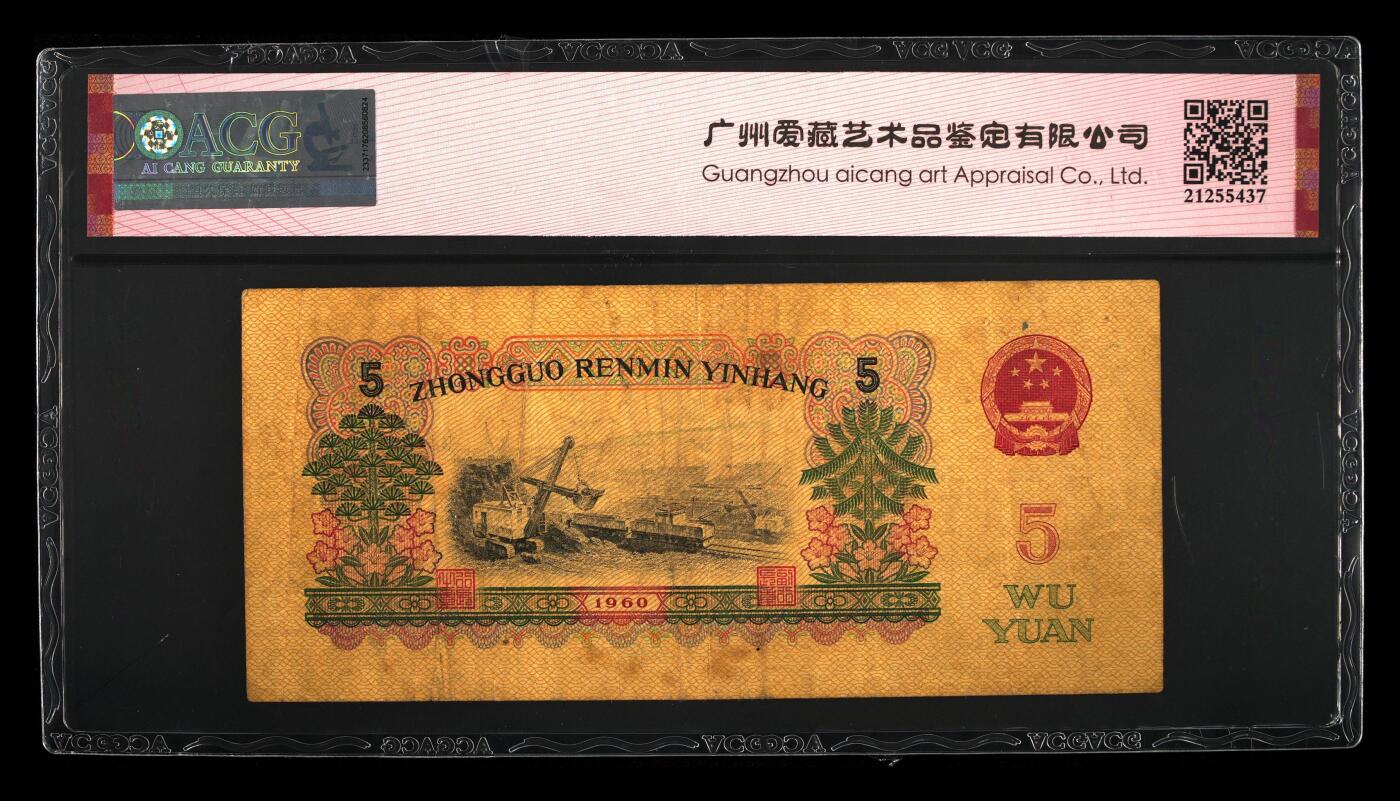 ACG
AI CANG GUARANTY
广州爱藏艺术品鉴定有限公司
Guangzhou aicang art Appraisal Co., Ltd.
21255437
5
ZHONGGUO RENMIN YINHANG
5
1960
5
WU
YUAN